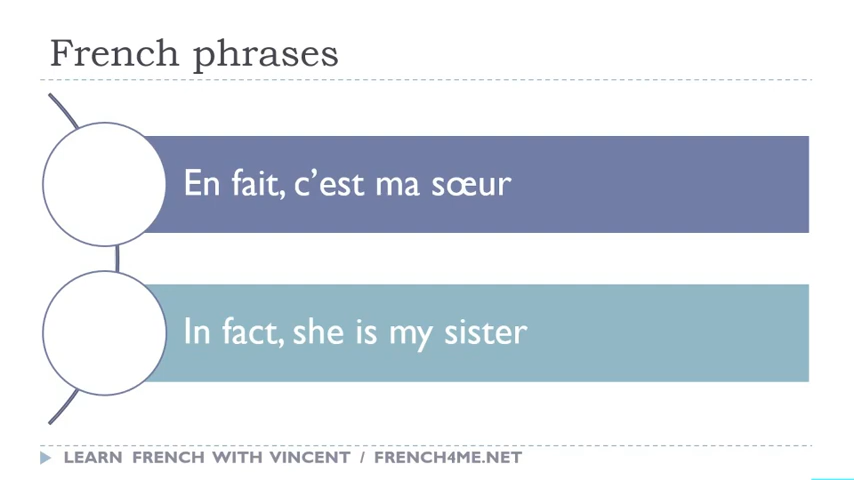 French phrases
En fait, c’est ma sœur
In fact, she is my sister
LEARN FRENCH WITH VINCENT / FRENCH4ME.NET